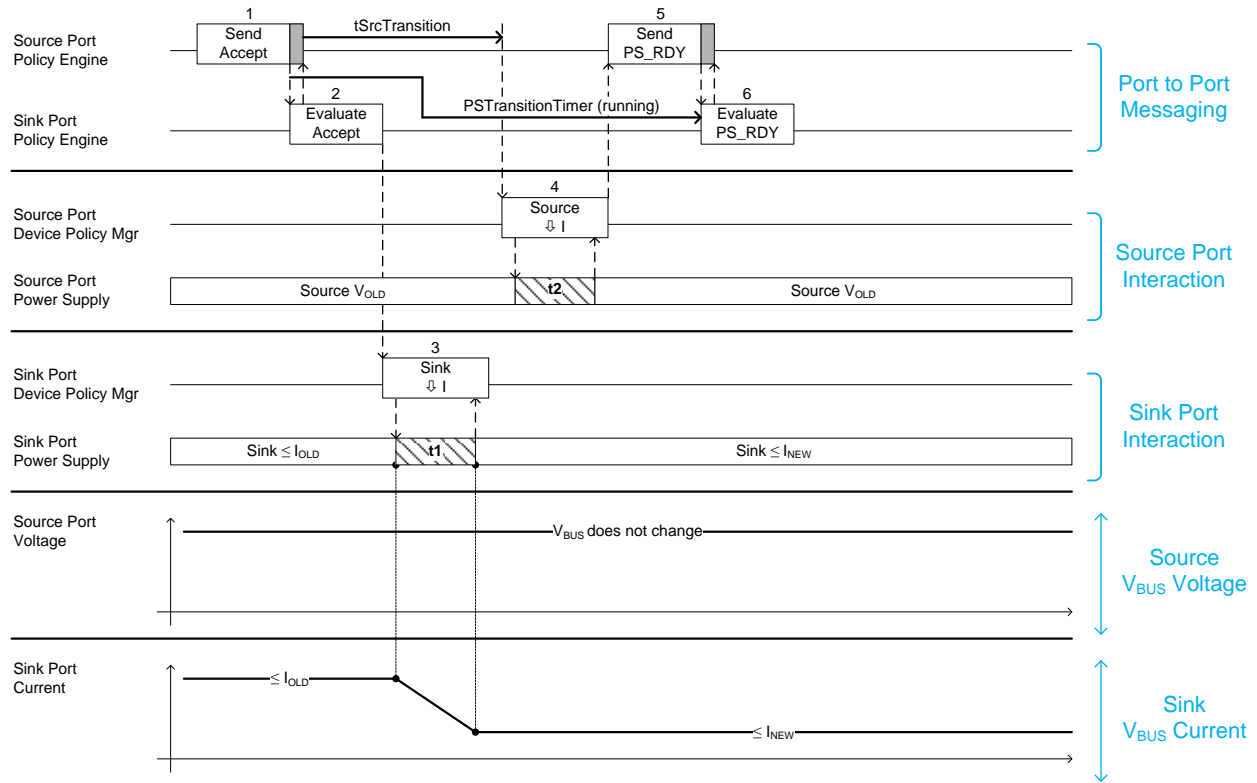 1
Send
Accept
tSrcTransition
5
Send
PS_RDY
Source Port
Policy Engine
2
Evaluate
Accept
PSTransitionTimer (running)
6
Evaluate
PS_RDY
Sink Port
Policy Engine
Port to Port
Messaging
4
Source
⇩ I
Source Port
Device Policy Mgr
Source Port
Power Supply
Source VOLD
t2
Source VOLD
Source Port
Interaction
3
Sink
⇩ I
Sink Port
Device Policy Mgr
Sink Port
Power Supply
Sink ≤ IOLD
t1
Sink ≤ INEW
Sink Port
Interaction
Source Port
Voltage
VBUS does not change
Source
VBUS Voltage
Sink Port
Current
≤ IOLD
≤ INEW
Sink
VBUS Current